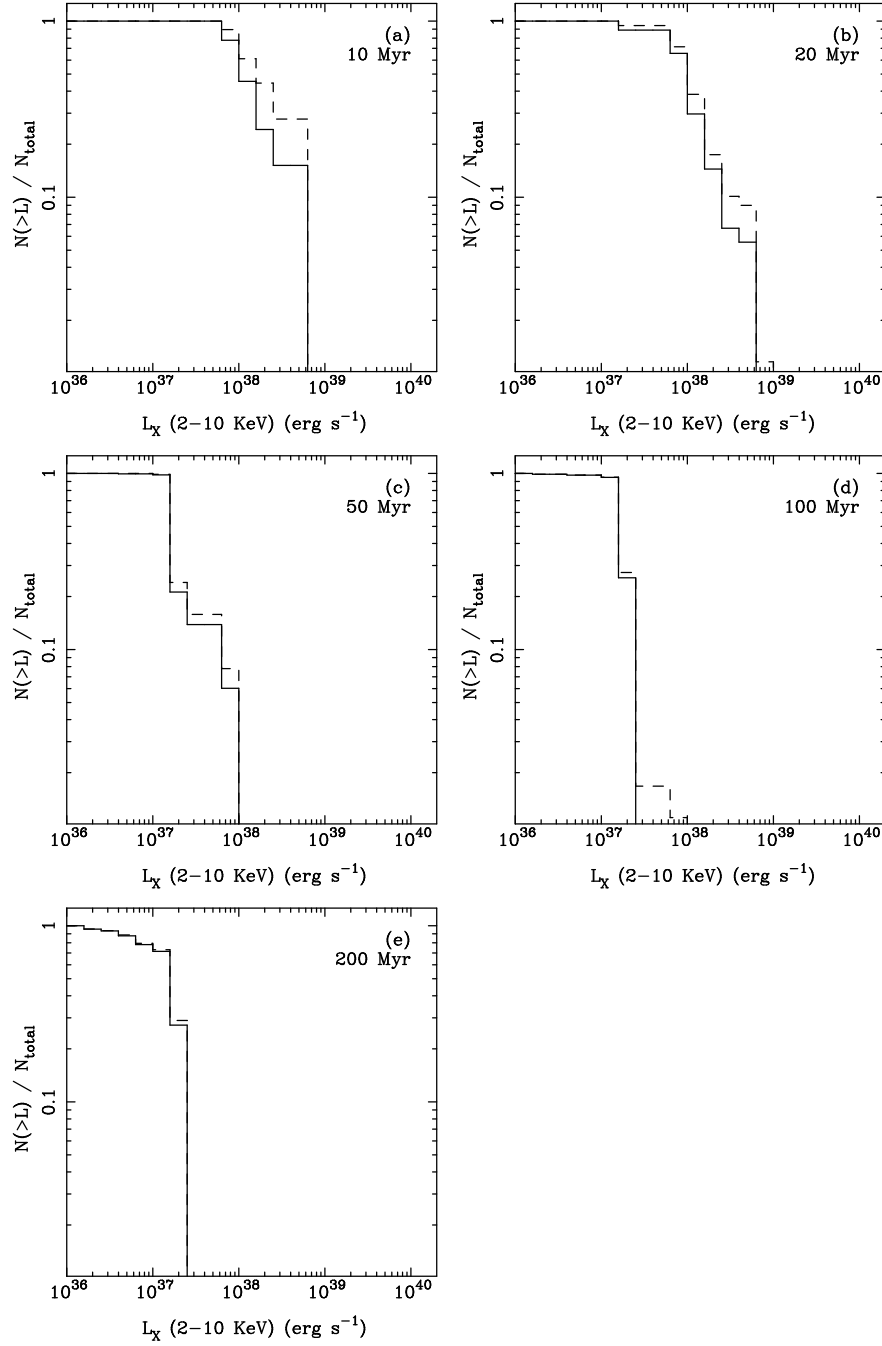 (a)
10 Myr
1
0.1
N(>L) / N_total
10^36 10^37 10^38 10^39 10^40
L_X (2−10 KeV) (erg s^−1)
(b)
20 Myr
1
0.1
N(>L) / N_total
10^36 10^37 10^38 10^39 10^40
L_X (2−10 KeV) (erg s^−1)
(c)
50 Myr
1
0.1
N(>L) / N_total
10^36 10^37 10^38 10^39 10^40
L_X (2−10 KeV) (erg s^−1)
(d)
100 Myr
1
0.1
N(>L) / N_total
10^36 10^37 10^38 10^39 10^40
L_X (2−10 KeV) (erg s^−1)
(e)
200 Myr
1
0.1
N(>L) / N_total
10^36 10^37 10^38 10^39 10^40
L_X (2−10 KeV) (erg s^−1)